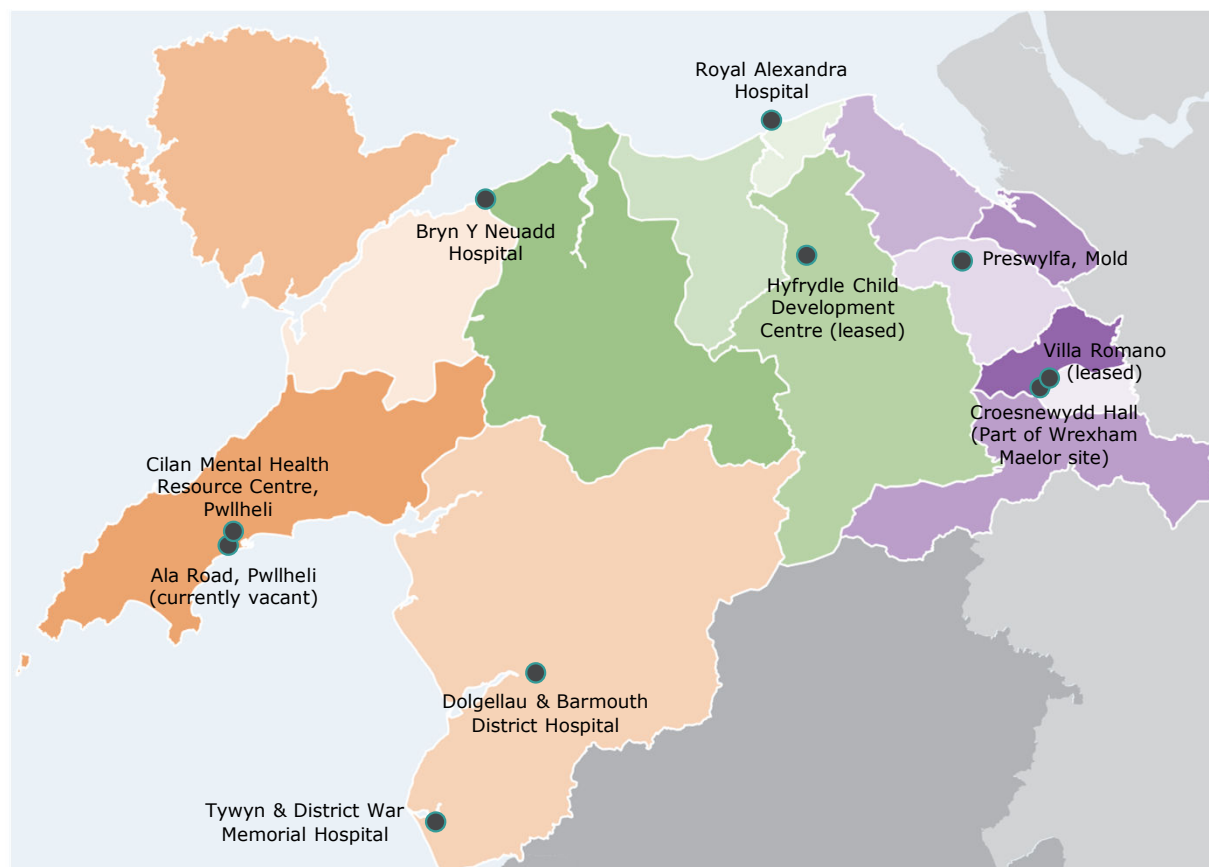 Royal Alexandra
Hospital
Bryn Y Neuadd
Hospital
Hyfrydle Child
Development
Centre (leased)
Preswylfa, Mold
Villa Romano
(leased)
Croesnewydd Hall
(Part of Wrexham
Maelor site)
Cilan Mental Health
Resource Centre,
Pwllheli
Ala Road, Pwllheli
(currently vacant)
Dolgellau & Barmouth
District Hospital
Tywyn & District War
Memorial Hospital